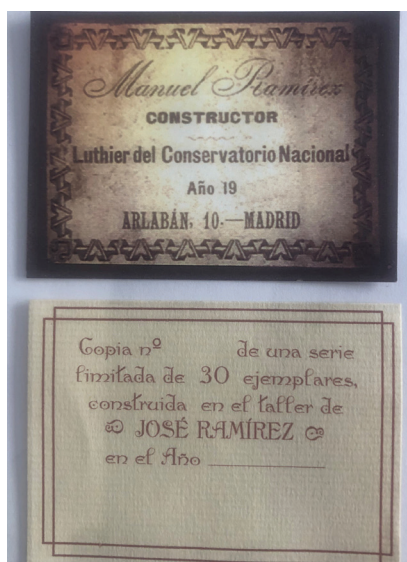 Manuel Ramírez
CONSTRUCTOR
Luthier del Conservatorio Nacional
Año 19
ARLABÁN, 10.—MADRID
Copia nº de una serie
limitada de 30 ejemplares,
construida en el taller de
JOSÉ RAMÍREZ
en el Año